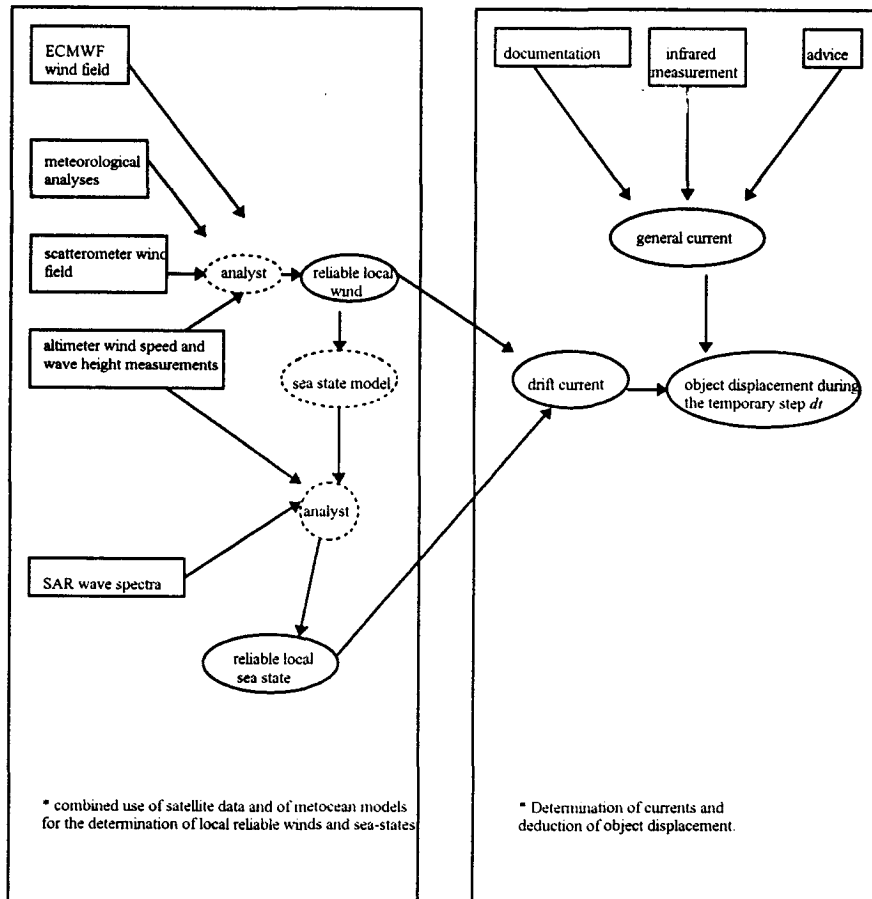 ECMWF
wind field
meteorological
analyses
scatterometer wind
field
analyst
reliable local
wind
altimeter wind speed and
wave height measurements
sea state model
analyst
SAR wave spectra
reliable local
sea state
* combined use of satellite data and of metocean models
for the determination of local reliable winds and sea-states
documentation
infrared
measurement
advice
general current
drift current
object displacement during
the temporary step dt
* Determination of currents and
deduction of object displacement.